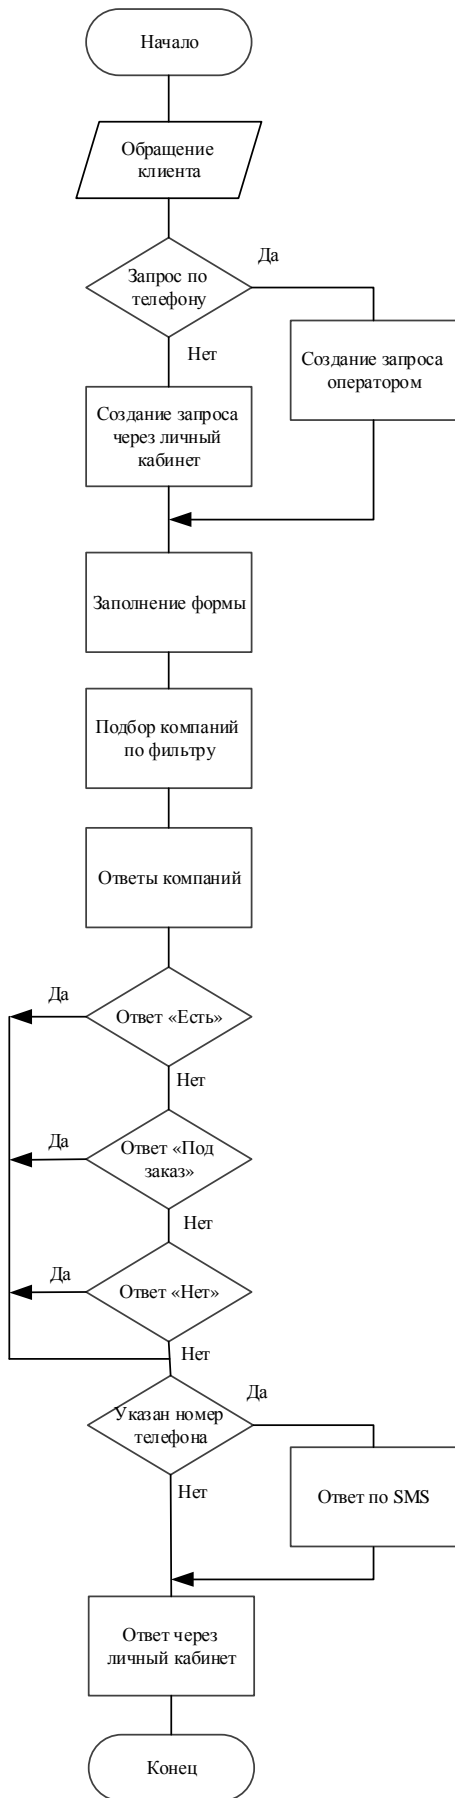 Начало
Обращение
клиента
Да
Запрос по
телефону
Нет
Создание запроса
оператором
Создание запроса
через личный
кабинет
Заполнение формы
Подбор компаний
по фильтру
Ответы компаний
Да
Ответ «Есть»
Нет
Да
Ответ «Под
заказ»
Нет
Да
Ответ «Нет»
Нет
Да
Указан номер
телефона
Нет
Ответ по SMS
Ответ через
личный кабинет
Конец